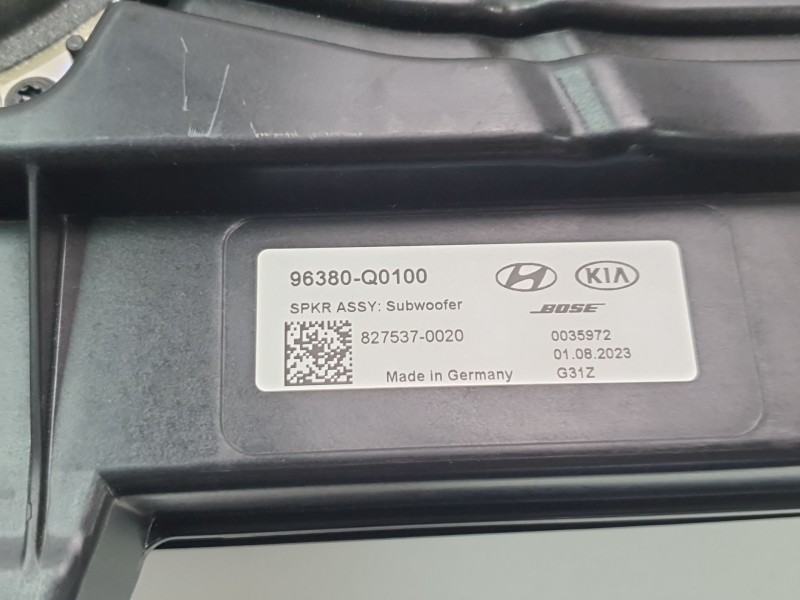 96380-Q0100
KIA
SPKR ASSY: Subwoofer
BOSE
827537-0020
0035972
01.08.2023
Made in Germany
G31Z